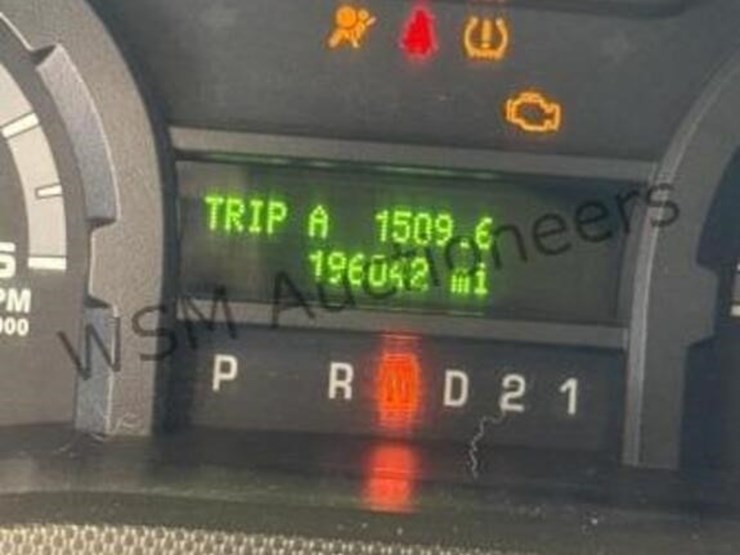 TRIP A 1509.6
196042 mi
P R N D 2 1
WSM Auctioneers